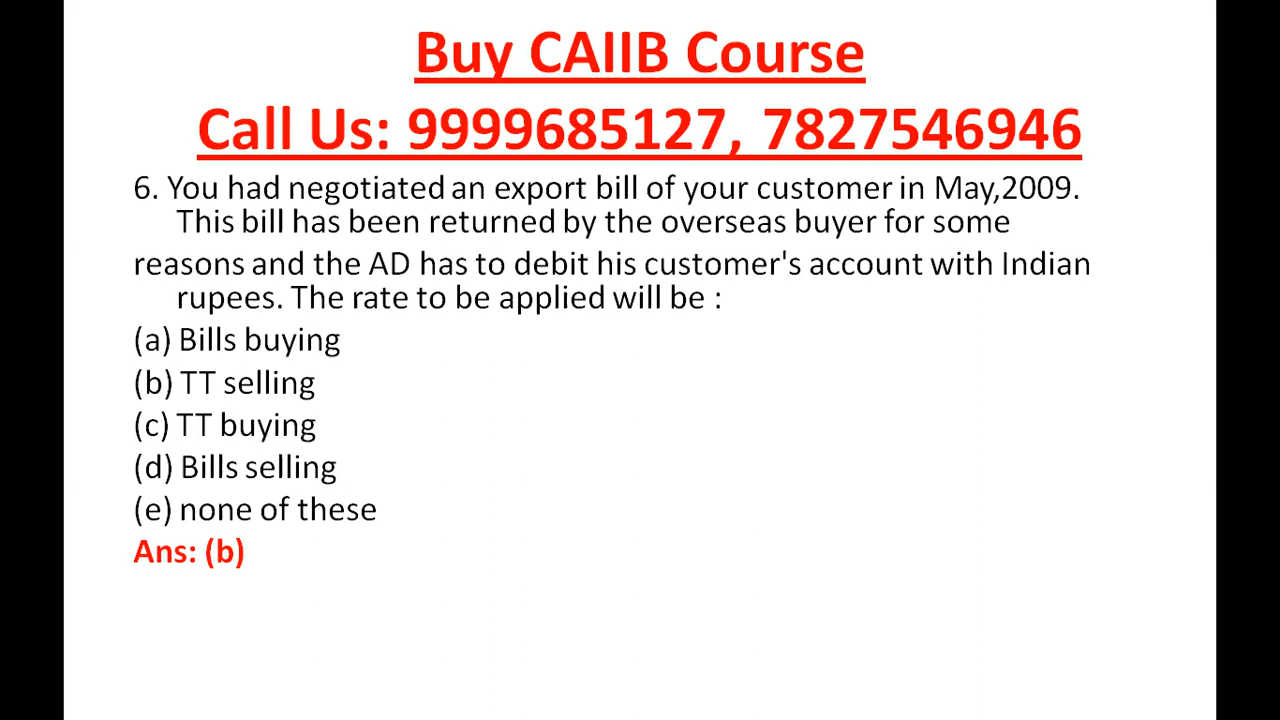 Buy CAIIB Course
Call Us: 9999685127, 7827546946
6. You had negotiated an export bill of your customer in May,2009.
This bill has been returned by the overseas buyer for some
reasons and the AD has to debit his customer's account with Indian
rupees. The rate to be applied will be :
(a) Bills buying
(b) TT selling
(c) TT buying
(d) Bills selling
(e) none of these
Ans: (b)